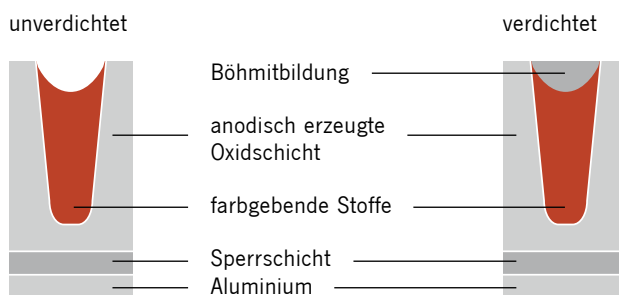 unverdichtet
verdichtet
Böhmitbildung
anodisch erzeugte
Oxidschicht
farbgebende Stoffe
Sperrschicht
Aluminium